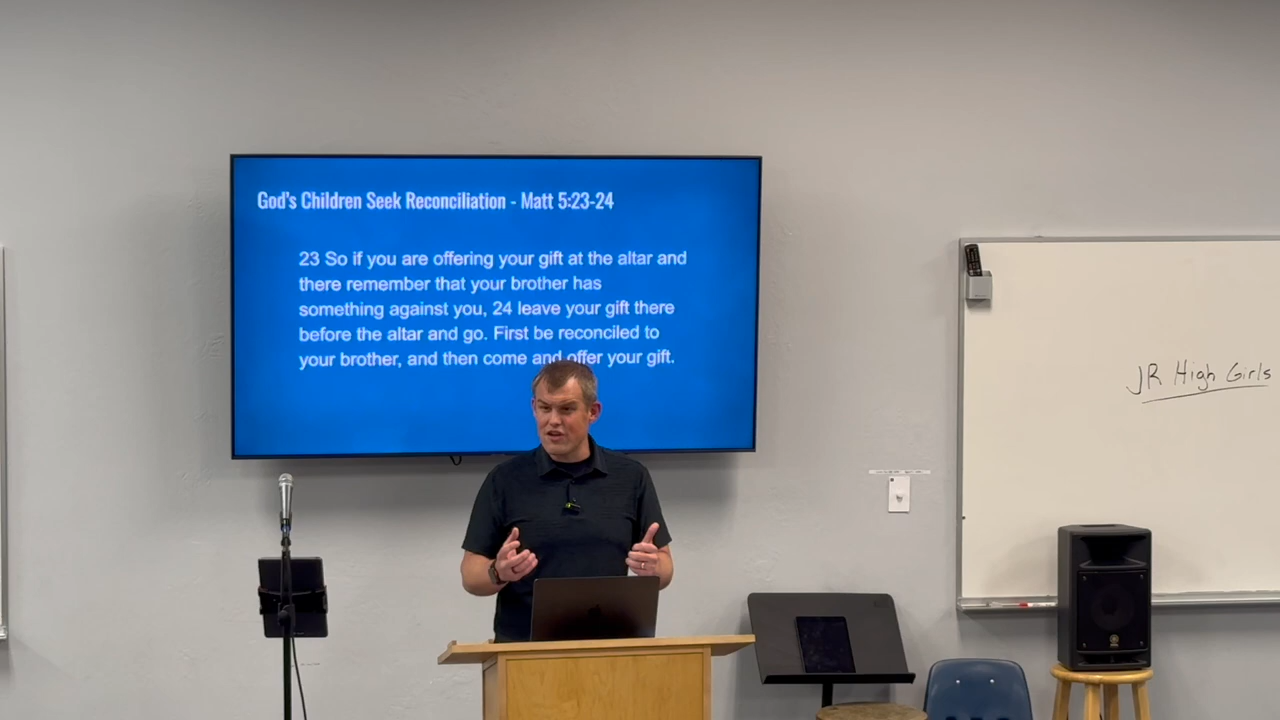 God's Children Seek Reconciliation - Matt 5:23-24
23 So if you are offering your gift at the altar and
there remember that your brother has
something against you, 24 leave your gift there
before the altar and go. First be reconciled to
your brother, and then come and offer your gift.
JR High Girls